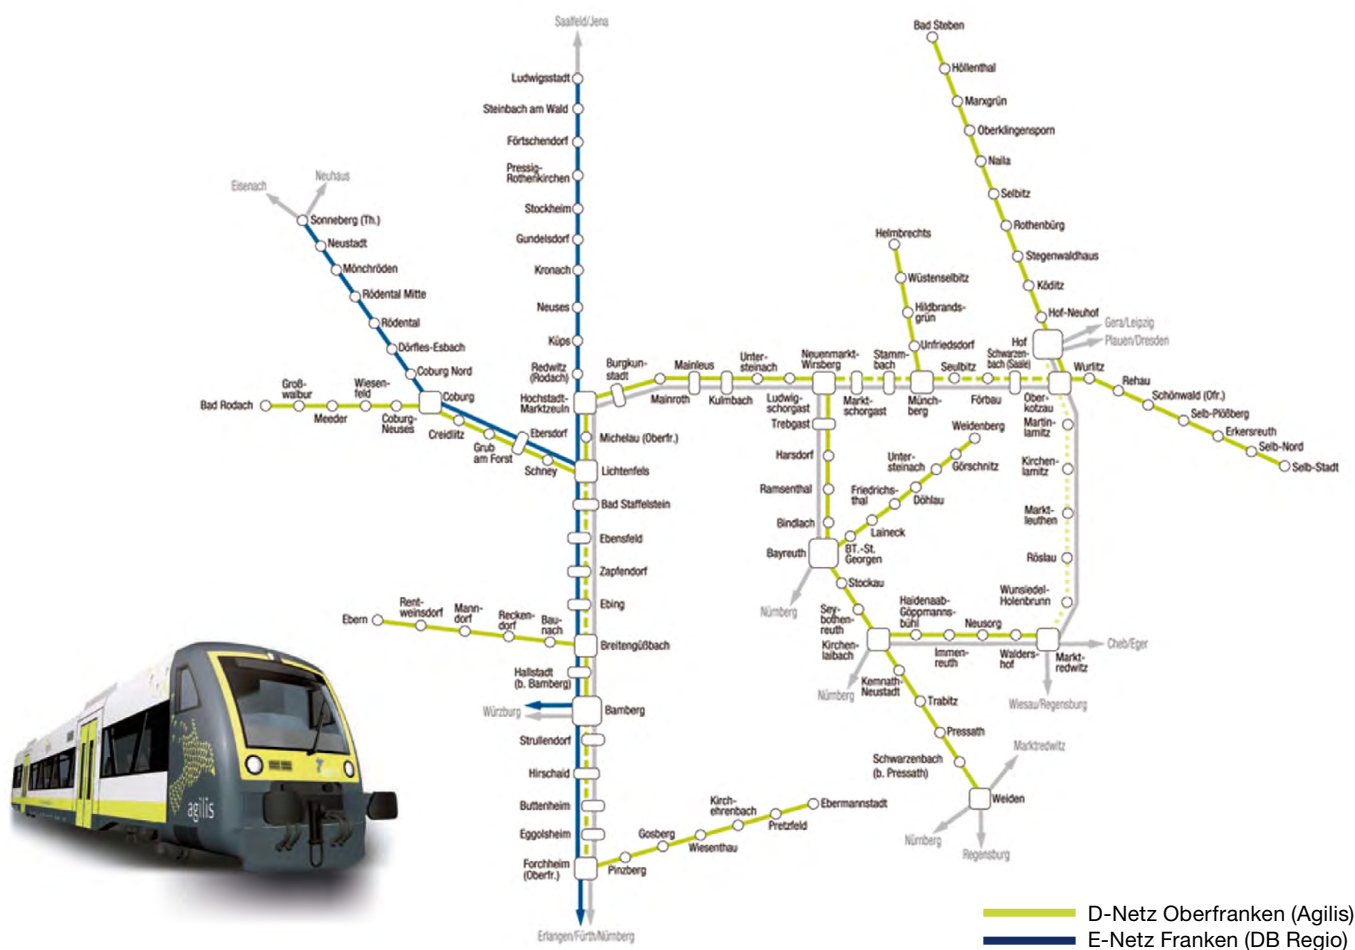 Saalfeld/Jena
Ludwigsstadt
Steinbach am Wald
Förtschendorf
Pressig-
Rothenkirchen
Stockheim
Gundelsdorf
Kronach
Neuses
Küps
Redwitz
(Rodach)
Hochstadt-
Marktzeuln
Michelau (Oberfr.)
Lichtenfels
Bad Staffelstein
Ebensfeld
Zapfendorf
Ebing
Breitengüßbach
Hallstadt
(b. Bamberg)
Würzburg
Bamberg
Strullendorf
Hirschaid
Buttenheim
Eggolsheim
Forchheim
(Oberfr.)
Erlangen/Fürth/Nürnberg
Eisenach
Neuhaus
Sonneberg (Th.)
Neustadt
Mönchröden
Rödental Mitte
Rödental
Dörfles-Esbach
Coburg Nord
Coburg
Bad Rodach
Groß-
walbur
Meeder
Wiesen-
feld
Coburg-
Neuses
Creidlitz
Grub
am Forst
Ebersdorf
Schney
Ebern
Rent-
weinsdorf
Mann-
dorf
Recken-
dorf
Bau-
nach
Pinzberg
Gosberg
Wiesenthau
Kirch-
ehrenbach
Pretzfeld
Ebermannstadt
Burgkun-
stadt
Mainroth
Mainleus
Kulmbach
Unter-
steinach
Ludwig-
schorgast
Neuenmarkt-
Wirsberg
Markt-
schorgast
Stamm-
bach
Münch-
berg
Seulbitz
Förbau
Schwarzen-
bach (Saale)
Ober-
kotzau
Helmbrechts
Wüstenselbitz
Hildbrands-
grün
Unfriedsdorf
Bad Steben
Höllenthal
Marxgrün
Oberklingensporn
Naila
Selbitz
Rothenbürg
Stegenwaldhaus
Köditz
Hof-Neuhof
Hof
Gera/Leipzig
Plauen/Dresden
Wurlitz
Rehau
Schönwald (Ofr.)
Selb-Plößberg
Erkersreuth
Selb-Nord
Selb-Stadt
Martin-
lamitz
Kirchen-
lamitz
Markt-
leuthen
Röslau
Wunsiedel-
Holenbrunn
Markt-
redwitz
Cheb/Eger
Wiesau/Regensburg
Trebgast
Harsdorf
Ramsenthal
Bindlach
Bayreuth
Nürnberg
BT.-St.
Georgen
Laineck
Friedrichs-
thal
Döhlau
Unter-
steinach
Görschnitz
Weidenberg
Stockau
Sey-
bothen-
reuth
Kirchen-
laibach
Nürnberg
Haidenaab-
Göppmanns-
bühl
Immen-
reuth
Neusorg
Walders-
hof
Kemnath-
Neustadt
Trabitz
Pressath
Schwarzenbach
(b. Pressath)
Marktredwitz
Weiden
Nürnberg
Regensburg
agilis
D-Netz Oberfranken (Agilis)
E-Netz Franken (DB Regio)